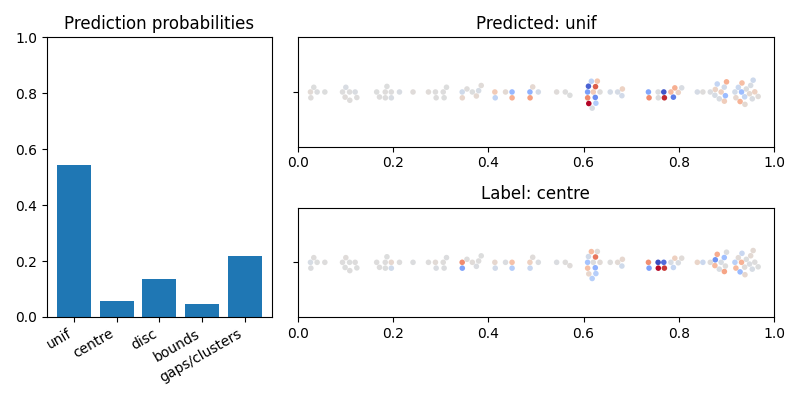 Prediction probabilities
1.0
0.8
0.6
0.4
0.2
0.0
unif
centre
disc
bounds
gaps/clusters
Predicted: unif
0.0 0.2 0.4 0.6 0.8 1.0
Label: centre
0.0 0.2 0.4 0.6 0.8 1.0